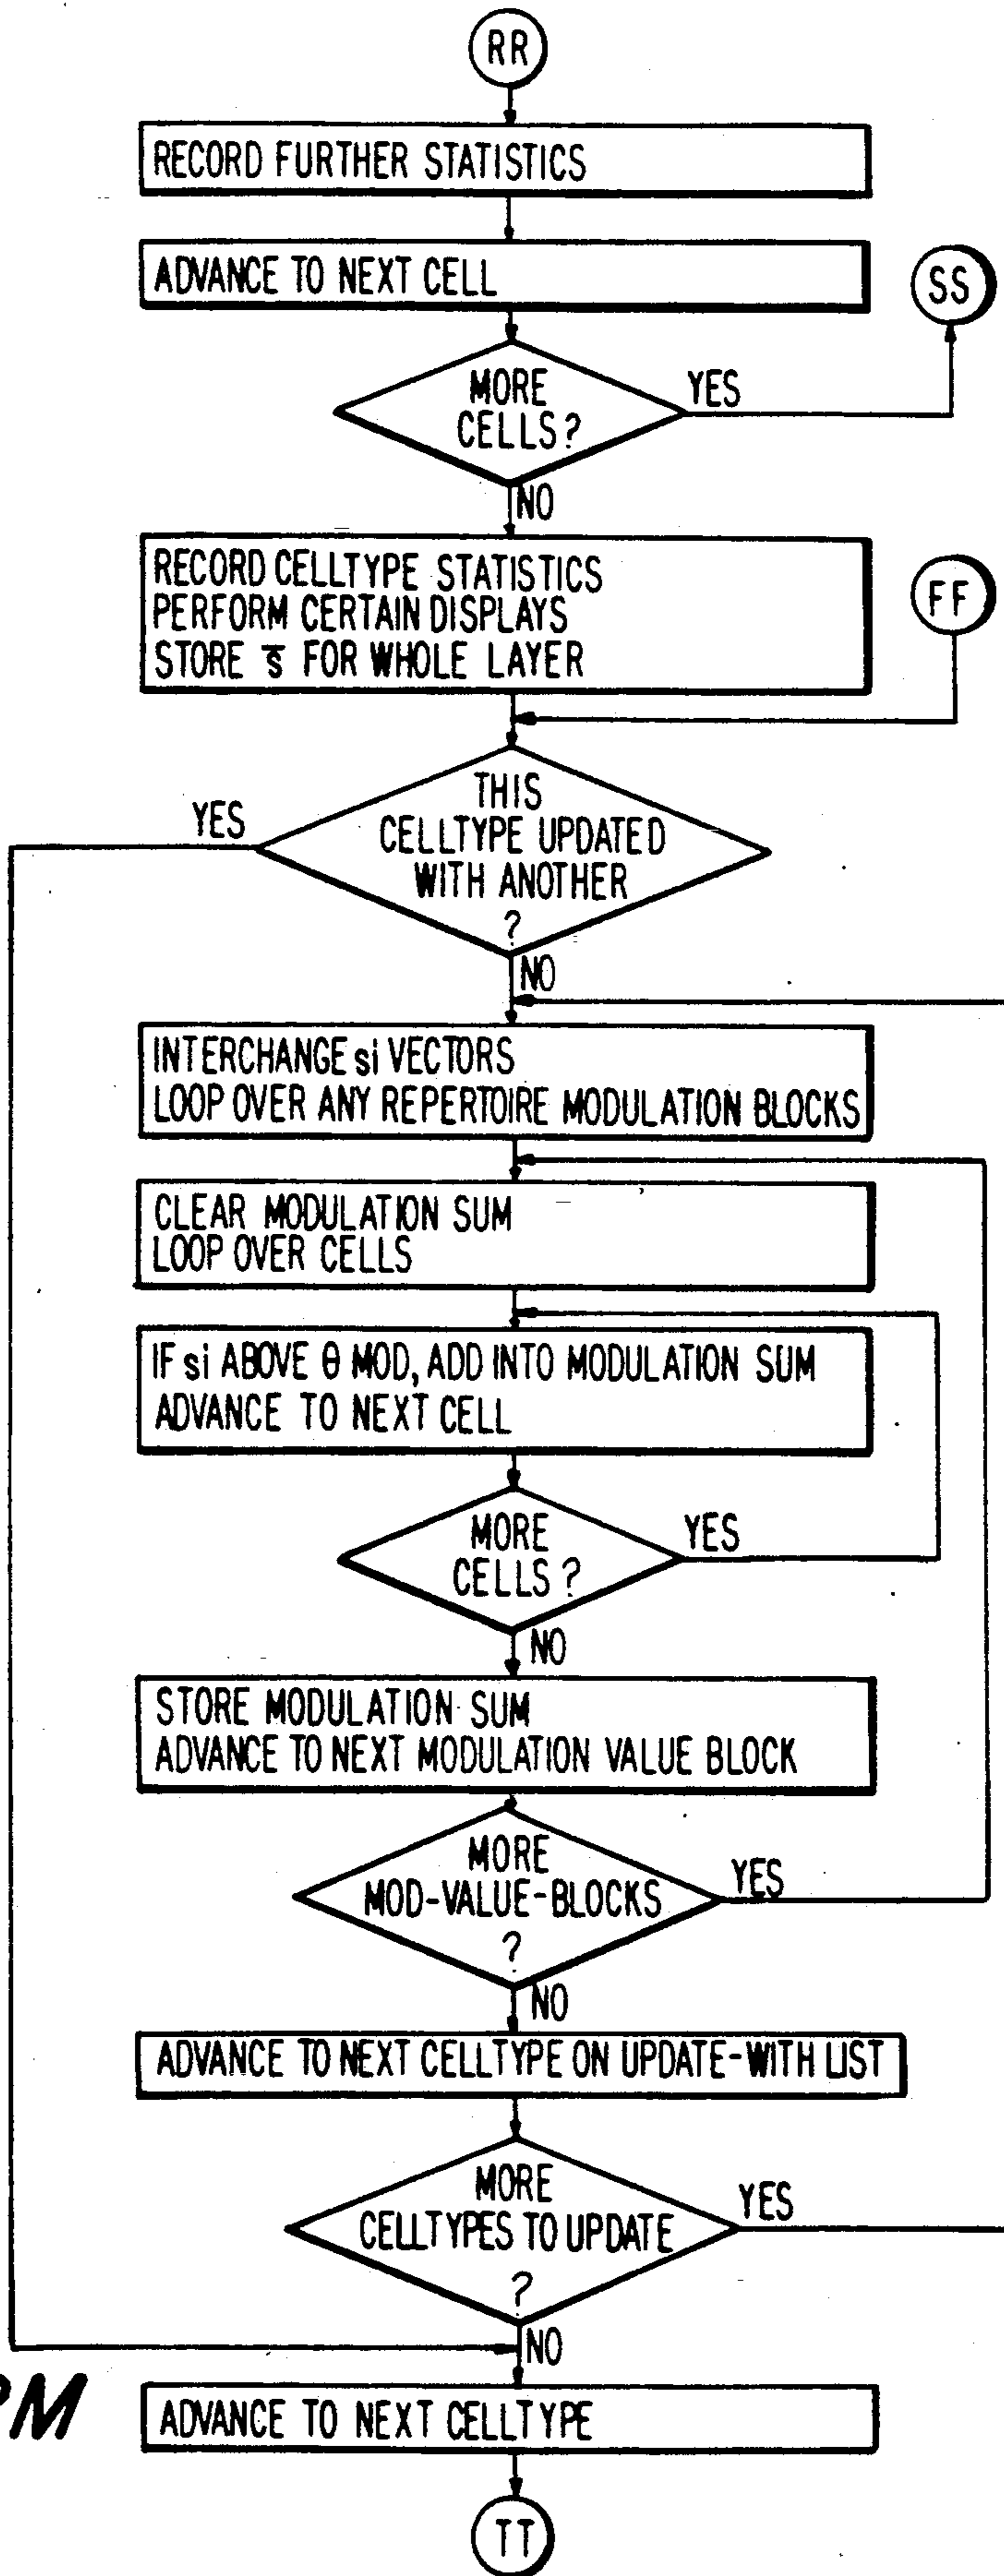 RR
RECORD FURTHER STATISTICS
ADVANCE TO NEXT CELL
SS
MORE
CELLS?
YES
NO
RECORD CELLTYPE STATISTICS
PERFORM CERTAIN DISPLAYS
STORE s̅ FOR WHOLE LAYER
FF
THIS
CELLTYPE UPDATED
WITH ANOTHER
?
YES
NO
INTERCHANGE si VECTORS
LOOP OVER ANY REPERTOIRE MODULATION BLOCKS
CLEAR MODULATION SUM
LOOP OVER CELLS
IF si ABOVE θ MOD, ADD INTO MODULATION SUM
ADVANCE TO NEXT CELL
MORE
CELLS?
YES
NO
STORE MODULATION SUM
ADVANCE TO NEXT MODULATION VALUE BLOCK
MORE
MOD-VALUE-BLOCKS
?
YES
NO
ADVANCE TO NEXT CELLTYPE ON UPDATE-WITH LIST
MORE
CELLTYPES TO UPDATE
?
YES
NO
ADVANCE TO NEXT CELLTYPE
TT